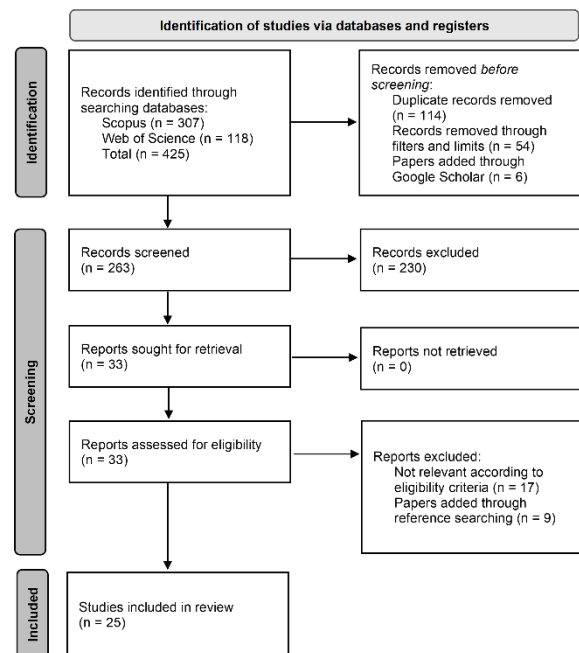 Identification of studies via databases and registers
Identification
Records identified through
searching databases:
Scopus (n = 307)
Web of Science (n = 118)
Total (n = 425)
Records removed before
screening:
Duplicate records removed
(n = 114)
Records removed through
filters and limits (n = 54)
Papers added through
Google Scholar (n = 6)
Screening
Records screened
(n = 263)
Records excluded
(n = 230)
Reports sought for retrieval
(n = 33)
Reports not retrieved
(n = 0)
Reports assessed for eligibility
(n = 33)
Reports excluded:
Not relevant according to
eligibility criteria (n = 17)
Papers added through
reference searching (n = 9)
Included
Studies included in review
(n = 25)